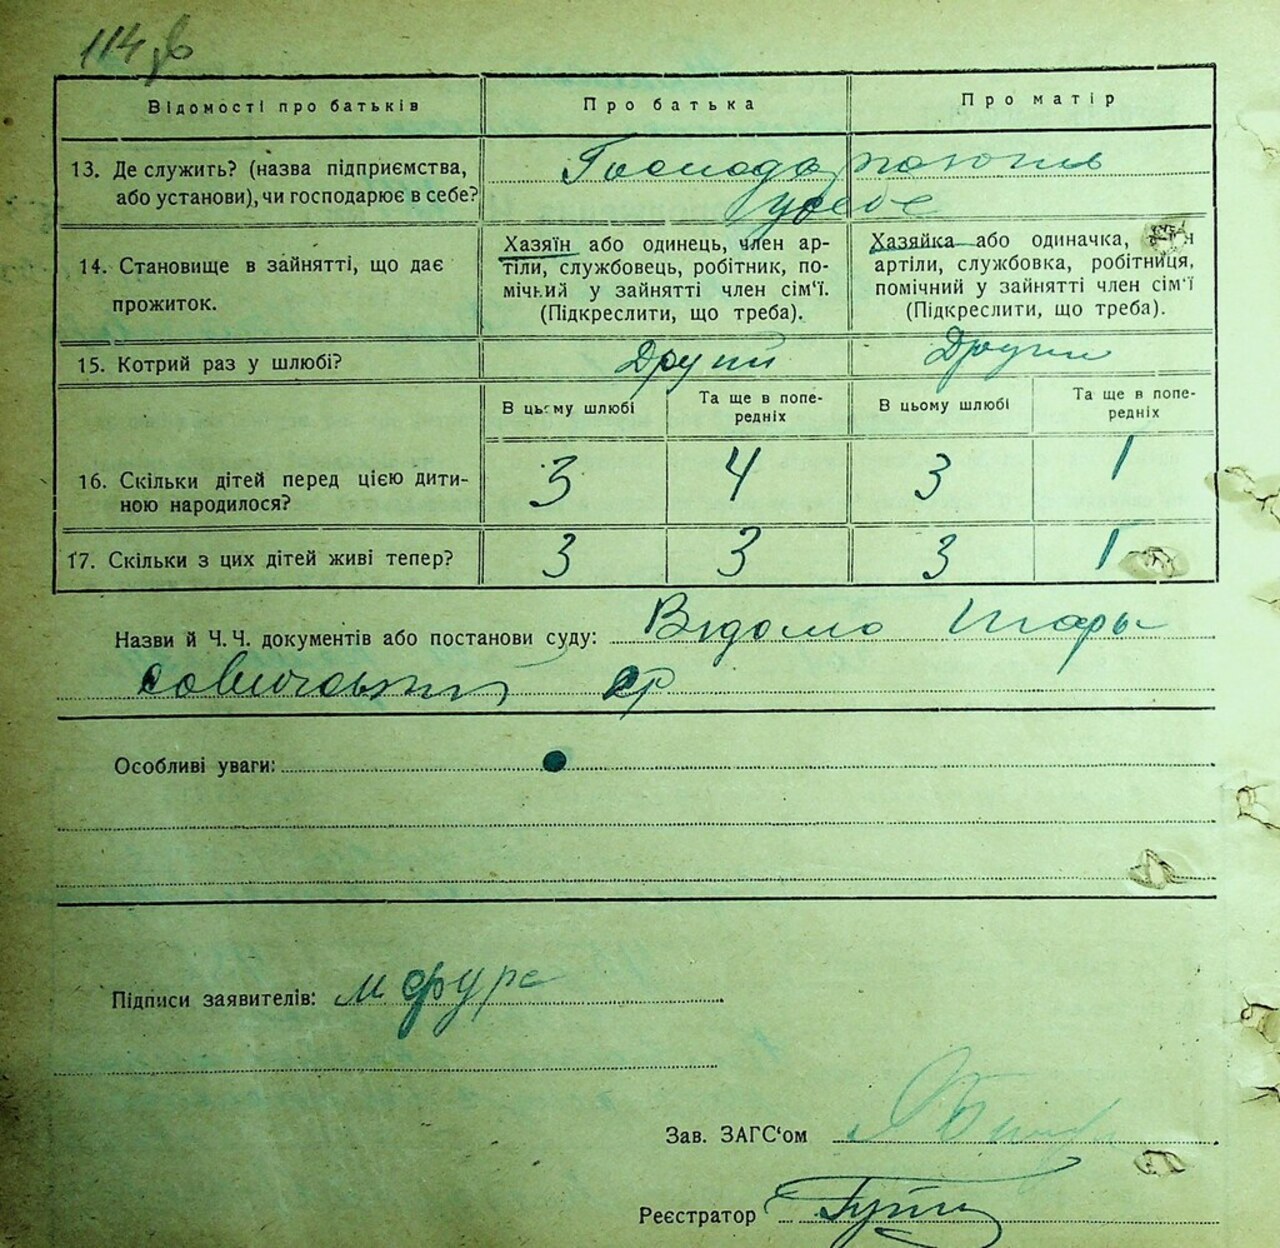 114 зв
Відомості про батьків Про батька Про матір
13. Де служить? (назва підприємства,
або установи), чи господарює в себе?
у себе
14. Становище в зайнятті, що дає
прожиток.
Хазяїн або одинець, член ар-
тіли, службовець, робітник, по-
мічний у зайнятті член сім'ї.
(Підкреслити, що треба).
Хазяйка або одиначка,
артіли, службовка, робітниця,
помічний у зайнятті член сім'ї
(Підкреслити, що треба).
15. Котрий раз у шлюбі? Другий Други
В цьому шлюбі Та ще в попе-
редніх В цьому шлюбі Та ще в попе-
редніх
16. Скільки дітей перед цією дити-
ною народилося? 3 4 3 1
17. Скільки з цих дітей живі тепер? 3 3 3 1
Назви й Ч. Ч. документів або постанови суду: Відомо
ср
Особливі уваги:
Підписи заявителів: М Фурс
Зав. ЗАГС'ом
Реєстратор